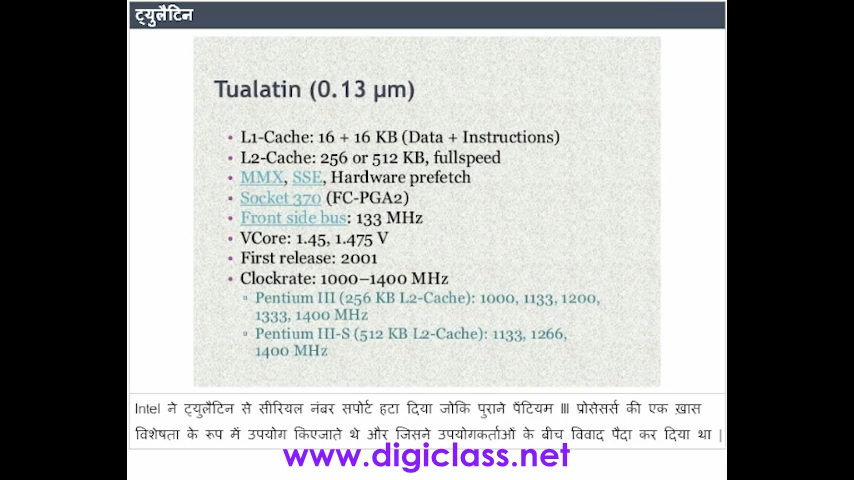 ट्युलैटिन
Tualatin (0.13 µm)
• L1-Cache: 16 + 16 KB (Data + Instructions)
• L2-Cache: 256 or 512 KB, fullspeed
• MMX, SSE, Hardware prefetch
• Socket 370 (FC-PGA2)
• Front side bus: 133 MHz
• VCore: 1.45, 1.475 V
• First release: 2001
• Clockrate: 1000–1400 MHz
▫ Pentium III (256 KB L2-Cache): 1000, 1133, 1200,
1333, 1400 MHz
▫ Pentium III-S (512 KB L2-Cache): 1133, 1266,
1400 MHz
Intel ने ट्युलैटिन से सीरियल नंबर सपोर्ट हटा दिया जोकि पुराने पेंटियम III प्रोसेसर्स की एक ख़ास
विशेषता के रूप में उपयोग किएजाते थे और जिसने उपयोगकर्ताओं के बीच विवाद पैदा कर दिया था |
www.digiclass.net